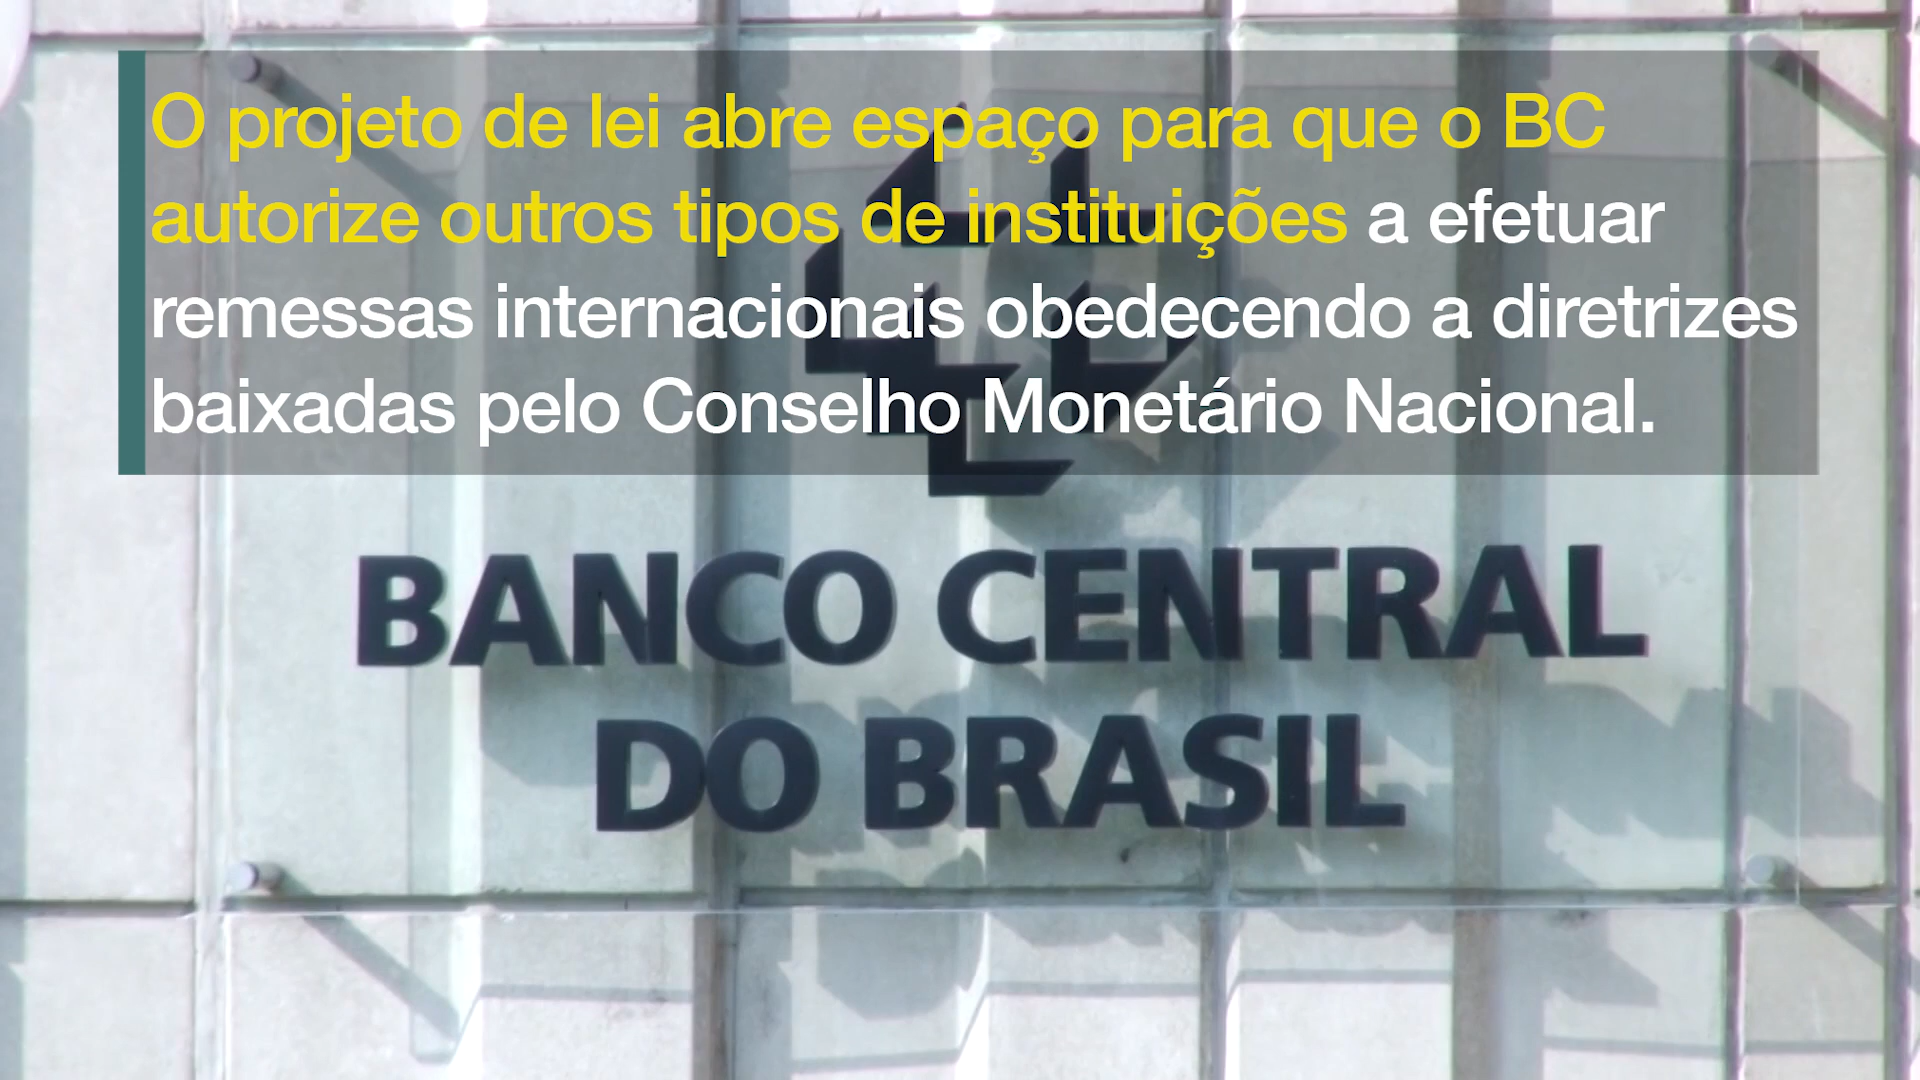 O projeto de lei abre espaço para que o BC
autorize outros tipos de instituições a efetuar
remessas internacionais obedecendo a diretrizes
baixadas pelo Conselho Monetário Nacional.
BANCO CENTRAL
DO BRASIL